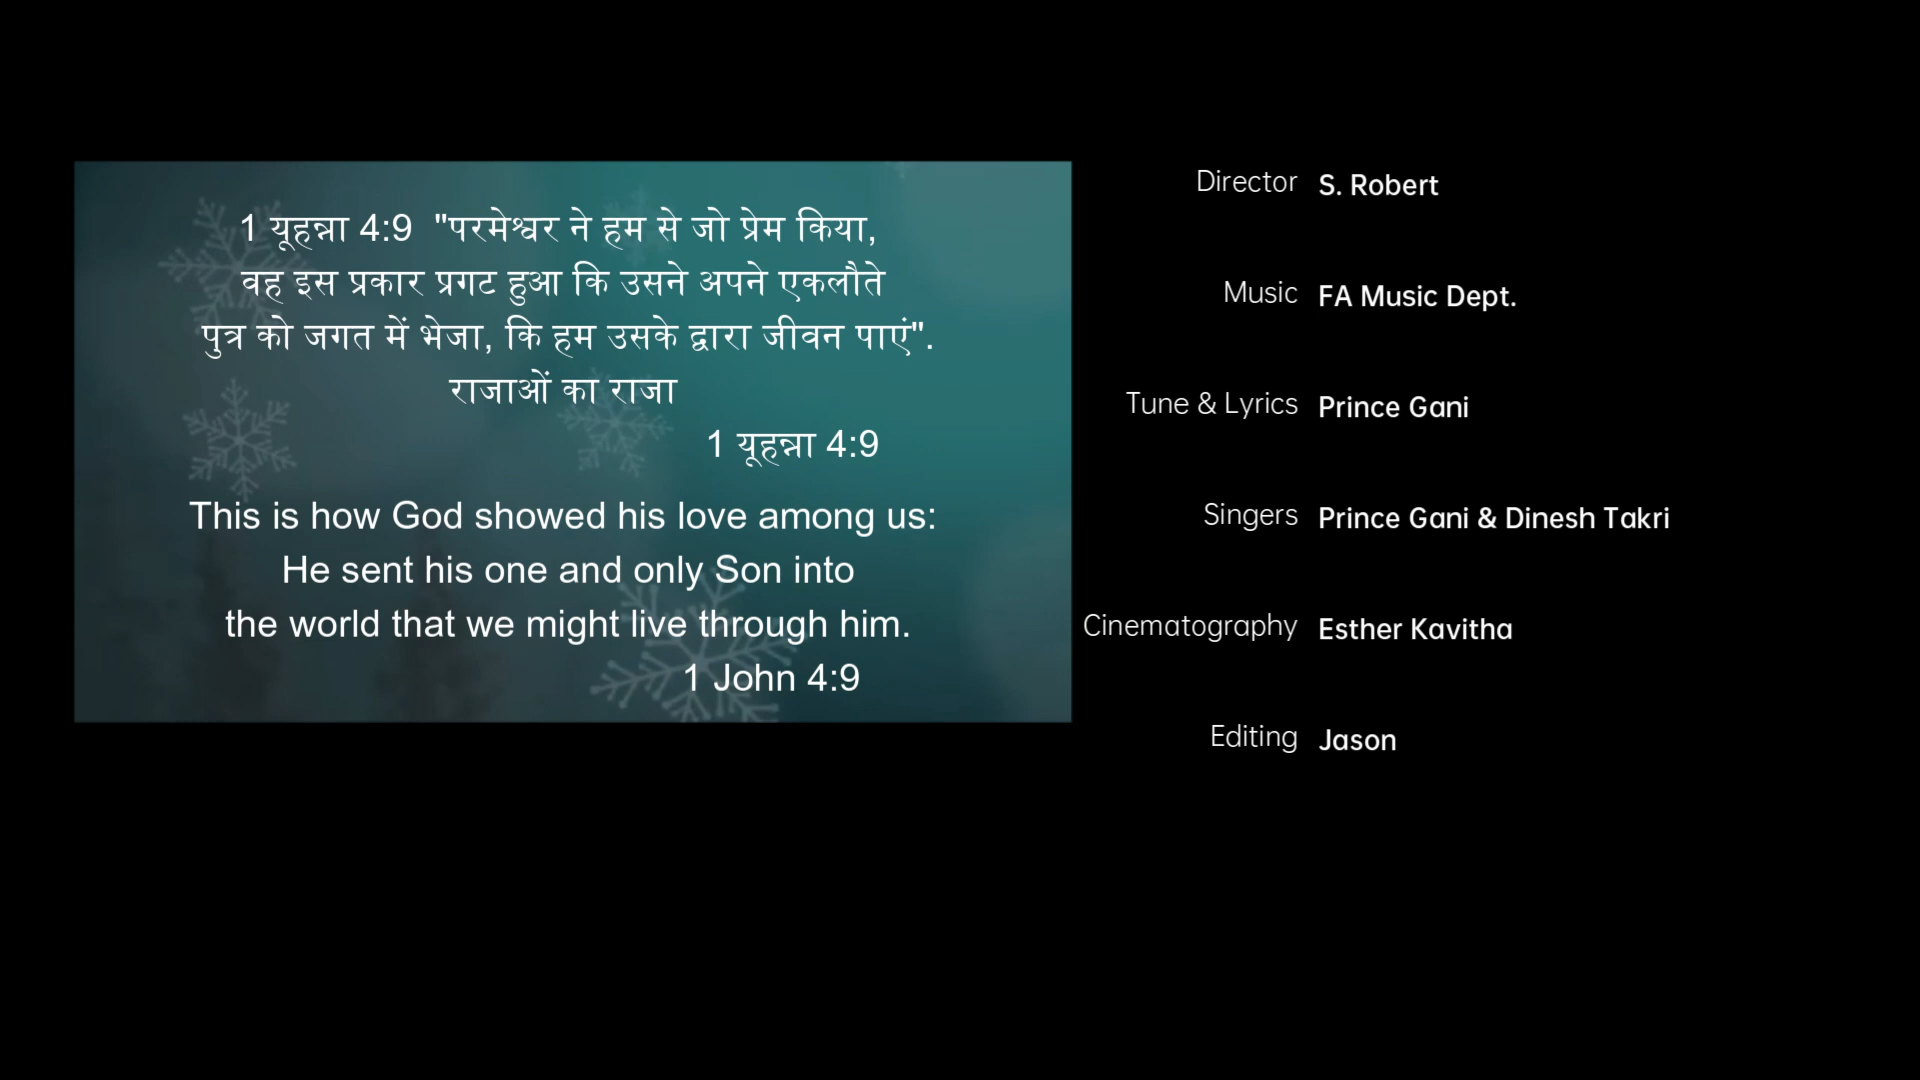 1 यूहन्ना 4:9 "परमेश्वर ने हम से जो प्रेम किया,
वह इस प्रकार प्रगट हुआ कि उसने अपने एकलौते
पुत्र को जगत में भेजा, कि हम उसके द्वारा जीवन पाएं".
राजाओं का राजा
1 यूहन्ना 4:9
This is how God showed his love among us:
He sent his one and only Son into
the world that we might live through him.
1 John 4:9
Director S. Robert
Music FA Music Dept.
Tune & Lyrics Prince Gani
Singers Prince Gani & Dinesh Takri
Cinematography Esther Kavitha
Editing Jason